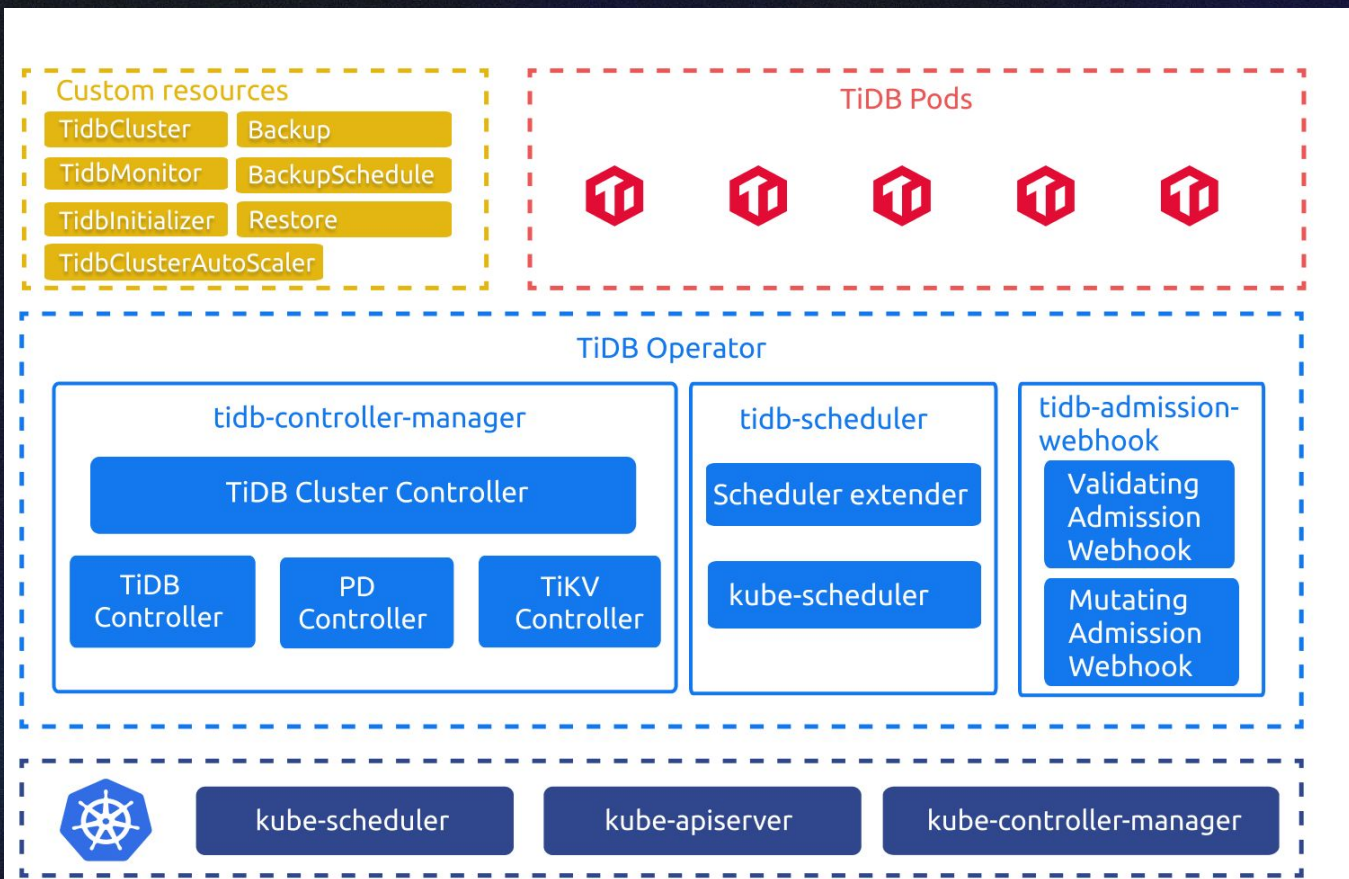 Custom resources
TidbCluster
Backup
TidbMonitor
BackupSchedule
TidbInitializer
Restore
TidbClusterAutoScaler
TiDB Pods
TiDB Operator
tidb-controller-manager
TiDB Cluster Controller
TiDB
Controller
PD
Controller
TiKV
Controller
tidb-scheduler
Scheduler extender
kube-scheduler
tidb-admission-
webhook
Validating
Admission
Webhook
Mutating
Admission
Webhook
kube-scheduler
kube-apiserver
kube-controller-manager